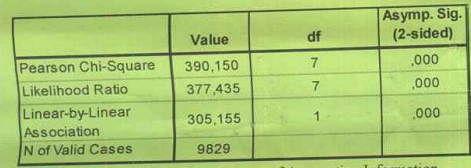 Value df Asymp. Sig. (2-sided)
Pearson Chi-Square 390,150 7 ,000
Likelihood Ratio 377,435 7 ,000
Linear-by-Linear Association 305,155 1 ,000
N of Valid Cases 9829
Information